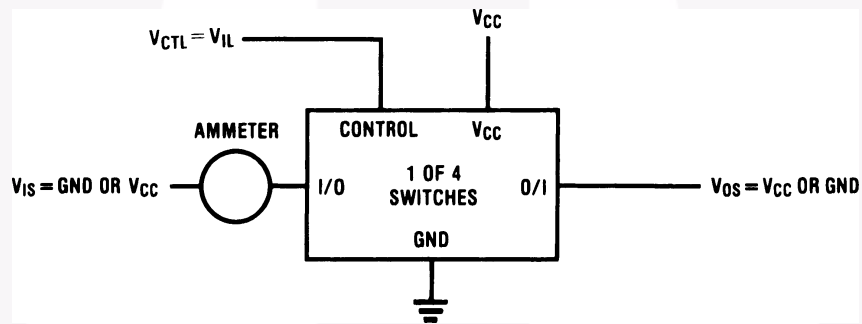 VCC
VCTL = VIL
AMMETER
CONTROL VCC
VIS = GND OR VCC
I/O
1 OF 4
SWITCHES
O/I
VOS = VCC OR GND
GND